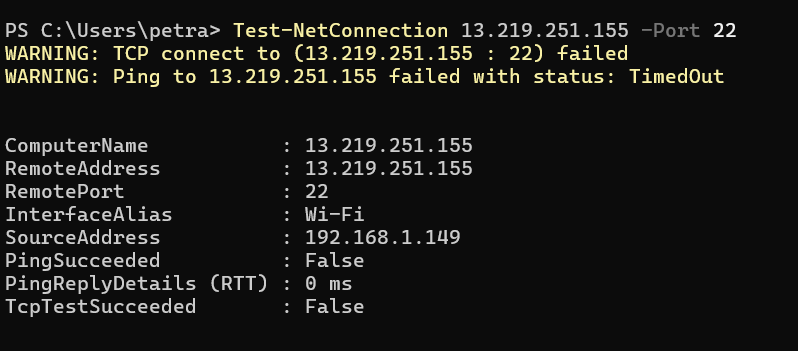 PS C:\Users\petra> Test-NetConnection 13.219.251.155 -Port 22
WARNING: TCP connect to (13.219.251.155 : 22) failed
WARNING: Ping to 13.219.251.155 failed with status: TimedOut
ComputerName           : 13.219.251.155
RemoteAddress          : 13.219.251.155
RemotePort             : 22
InterfaceAlias         : Wi-Fi
SourceAddress          : 192.168.1.149
PingSucceeded          : False
PingReplyDetails (RTT) : 0 ms
TcpTestSucceeded       : False